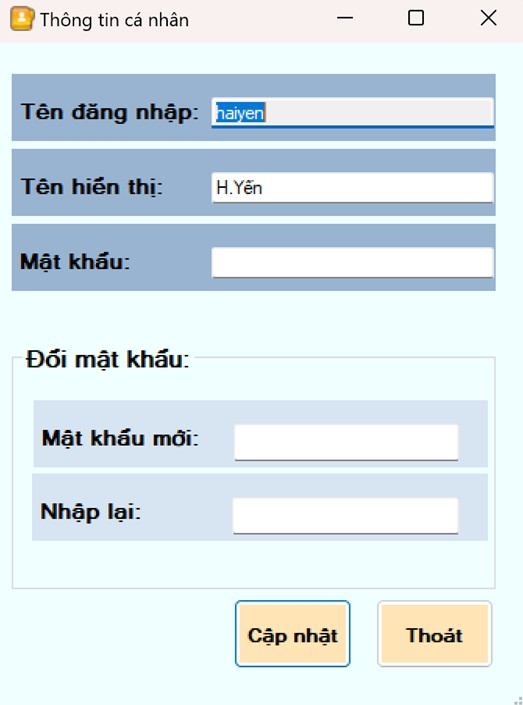 Thông tin cá nhân
Tên đăng nhập: haiyen
Tên hiển thị: H.Yến
Mật khẩu:
Đổi mật khẩu:
Mật khẩu mới:
Nhập lại:
Cập nhật Thoát